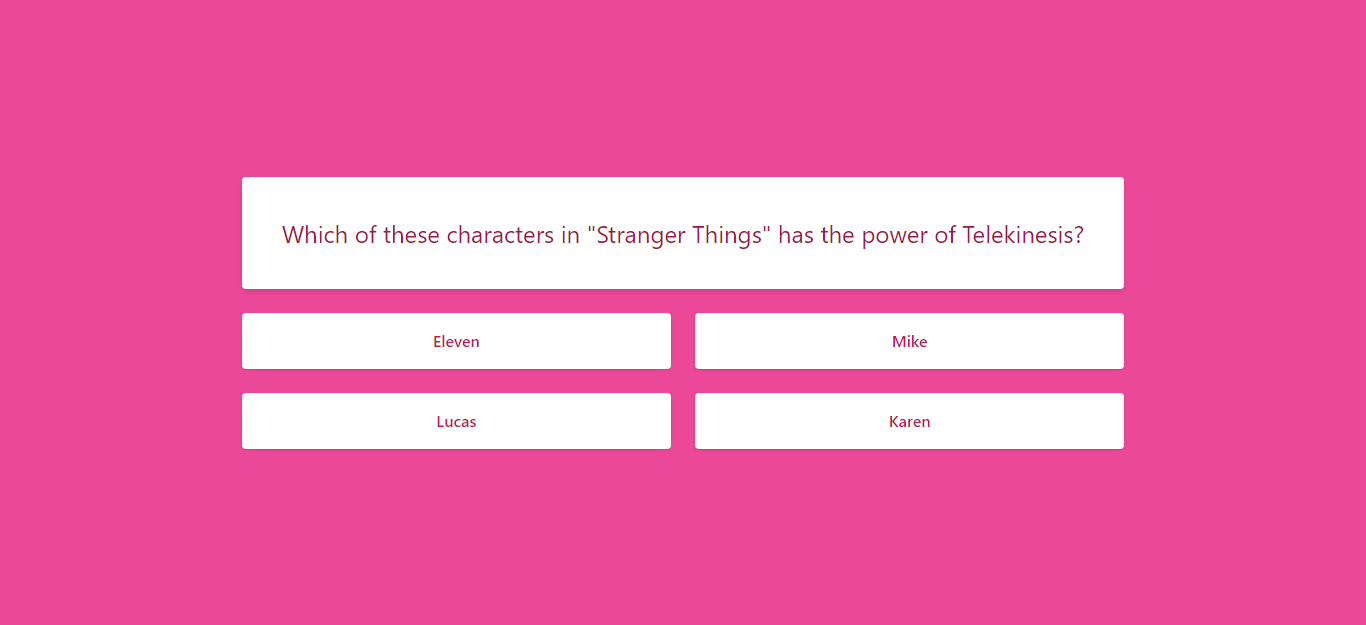 Which of these characters in "Stranger Things" has the power of Telekinesis?
Eleven
Mike
Lucas
Karen